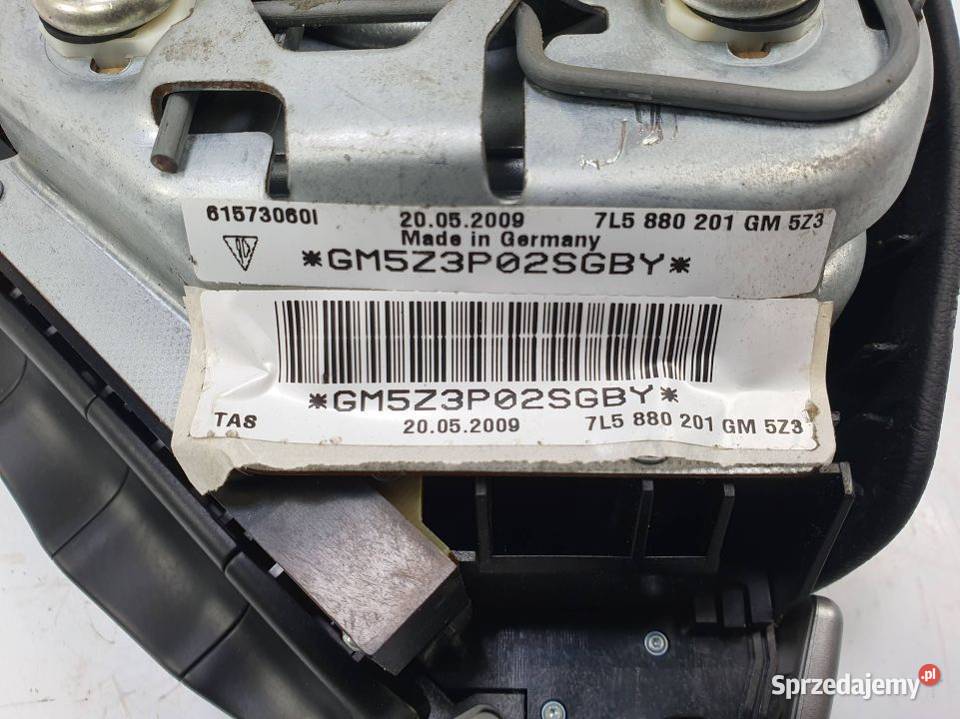 61573060I 20.05.2009 7L5 880 201 GM 5Z3
Made in Germany
*GM5Z3P02SGBY*
*GM5Z3P02SGBY*
TAS 20.05.2009 7L5 880 201 GM 5Z3
Sprzedajemy.pl